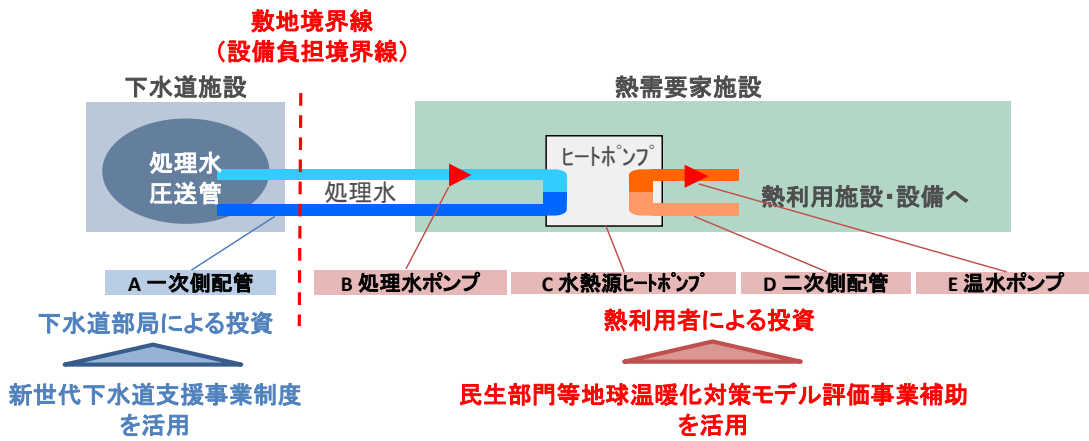 敷地境界線
（設備負担境界線）
下水道施設
熱需要家施設
処理水
圧送管
ﾋｰﾄﾎﾟﾝﾌﾟ
処理水
熱利用施設・設備へ
A 一次側配管
B 処理水ポンプ
C 水熱源ﾋｰﾄﾎﾟﾝﾌﾟ
D 二次側配管
E 温水ポンプ
下水道部局による投資
熱利用者による投資
新世代下水道支援事業制度
を活用
民生部門等地球温暖化対策モデル評価事業補助
を活用